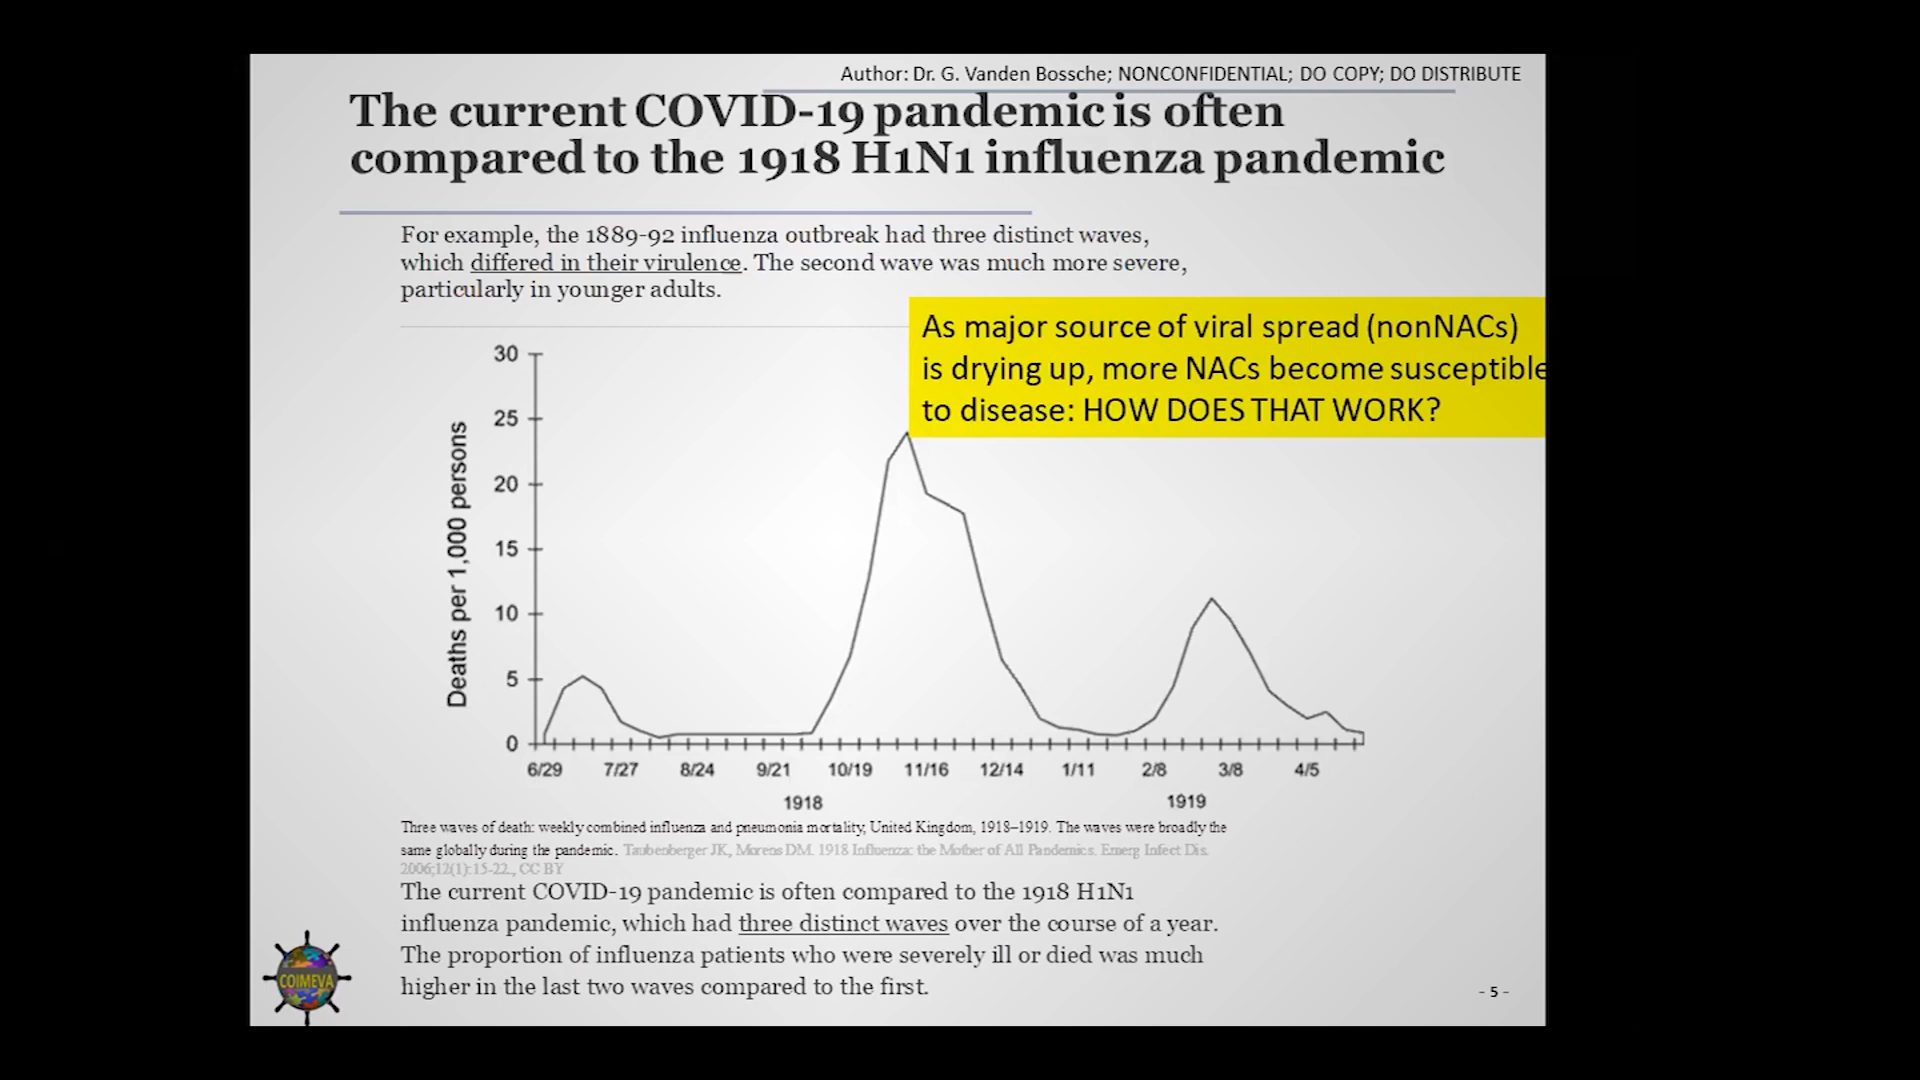 Author: Dr. G. Vanden Bossche; NONCONFIDENTIAL; DO COPY; DO DISTRIBUTE
The current COVID-19 pandemic is often
compared to the 1918 H1N1 influenza pandemic
For example, the 1889-92 influenza outbreak had three distinct waves,
which differed in their virulence. The second wave was much more severe,
particularly in younger adults.
As major source of viral spread (nonNACs)
is drying up, more NACs become susceptible
to disease: HOW DOES THAT WORK?
Deaths per 1,000 persons
30
25
20
15
10
5
0
6/29 7/27 8/24 9/21 10/19 11/16 12/14 1/11 2/8 3/8 4/5
1918 1919
Three waves of death: weekly combined influenza and pneumonia mortality, United Kingdom, 1918–1919. The waves were broadly the
same globally during the pandemic. Taubenberger JK, Morens DM. 1918 Influenza: the Mother of All Pandemics. Emerg Infect Dis.
2006;12(1):15-22., CC BY
The current COVID-19 pandemic is often compared to the 1918 H1N1
influenza pandemic, which had three distinct waves over the course of a year.
The proportion of influenza patients who were severely ill or died was much
higher in the last two waves compared to the first.
COIMEVA
- 5 -